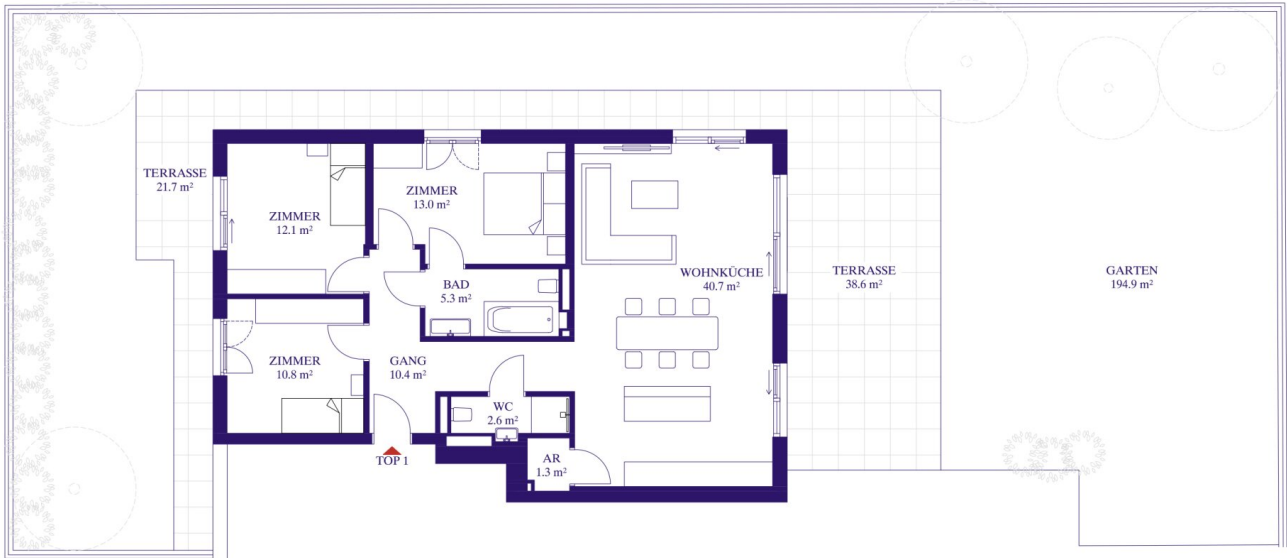 TERRASSE
21.7 m²
ZIMMER
12.1 m²
ZIMMER
13.0 m²
WOHNKÜCHE
40.7 m²
TERRASSE
38.6 m²
GARTEN
194.9 m²
BAD
5.3 m²
ZIMMER
10.8 m²
GANG
10.4 m²
WC
2.6 m²
AR
1.3 m²
TOP 1